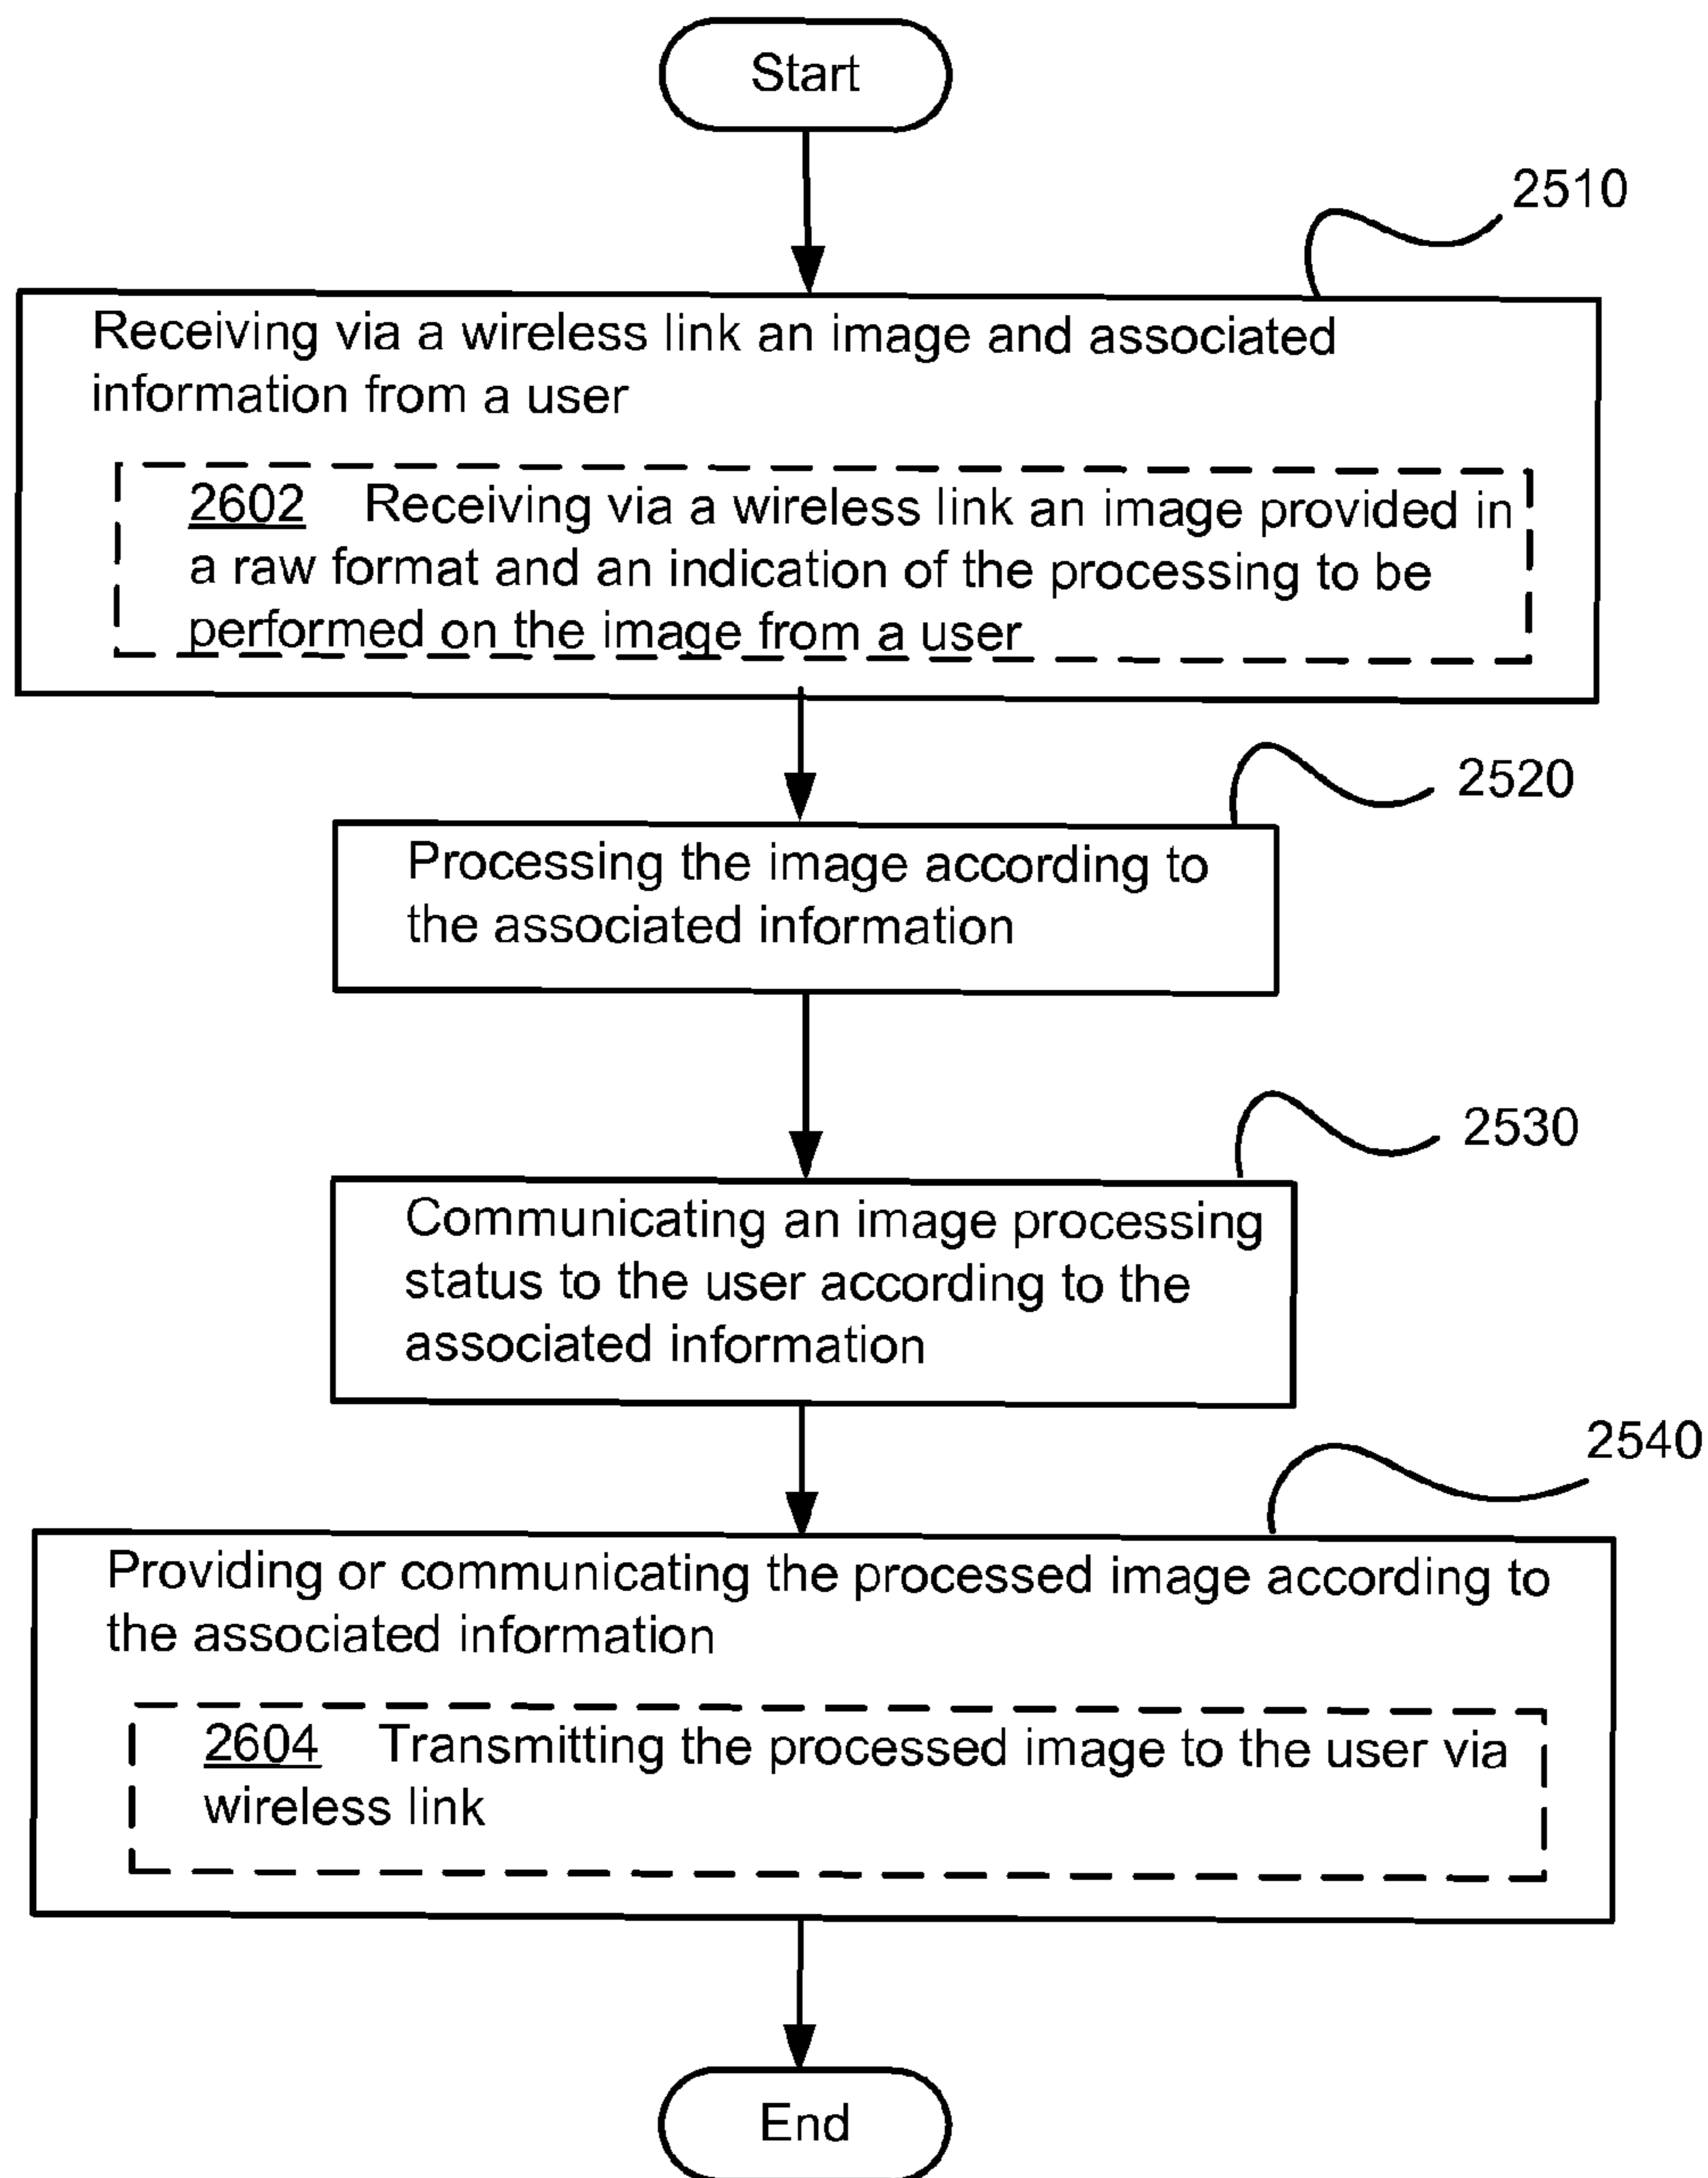 Start
2510
Receiving via a wireless link an image and associated
information from a user
2602 Receiving via a wireless link an image provided in
a raw format and an indication of the processing to be
performed on the image from a user
2520
Processing the image according to
the associated information
2530
Communicating an image processing
status to the user according to the
associated information
2540
Providing or communicating the processed image according to
the associated information
2604 Transmitting the processed image to the user via
wireless link
End